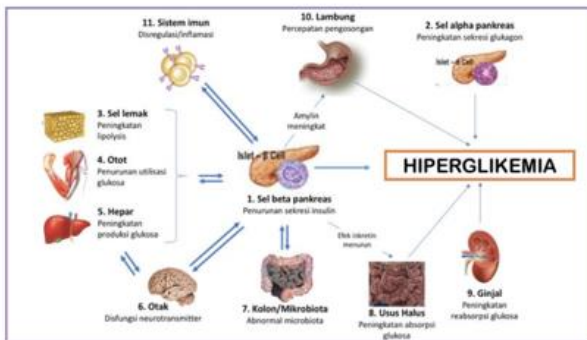 11. Sistem imun
Disregulasi/inflamasi
10. Lambung
Percepatan pengosongan
2. Sel alpha pankreas
Peningkatan sekresi glukagon
Islet – α Cell
3. Sel lemak
Peningkatan
lipolysis
4. Otot
Penurunan utilisasi
glukosa
5. Hepar
Peningkatan
produksi glukosa
Amylin
meningkat
Islet – β Cell
1. Sel beta pankreas
Penurunan sekresi insulin
HIPERGLIKEMIA
6. Otak
Disfungsi neurotransmitter
7. Kolon/Mikrobiota
Abnormal microbiota
Efek inkretin
menurun
8. Usus Halus
Peningkatan absorpsi
glukosa
9. Ginjal
Peningkatan
reabsorpsi glukosa